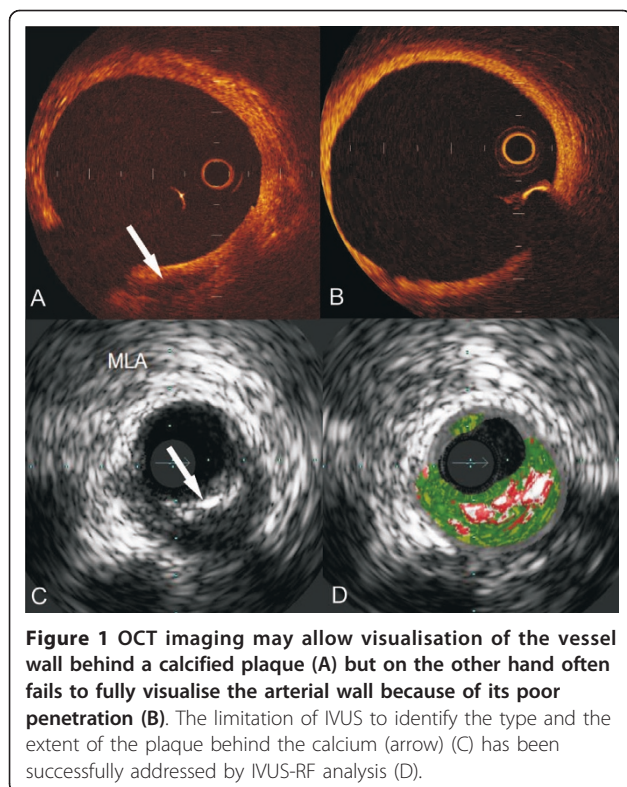 A
B
MLA
C
D
Figure 1 OCT imaging may allow visualisation of the vessel
wall behind a calcified plaque (A) but on the other hand often
fails to fully visualise the arterial wall because of its poor
penetration (B). The limitation of IVUS to identify the type and the
extent of the plaque behind the calcium (arrow) (C) has been
successfully addressed by IVUS-RF analysis (D).